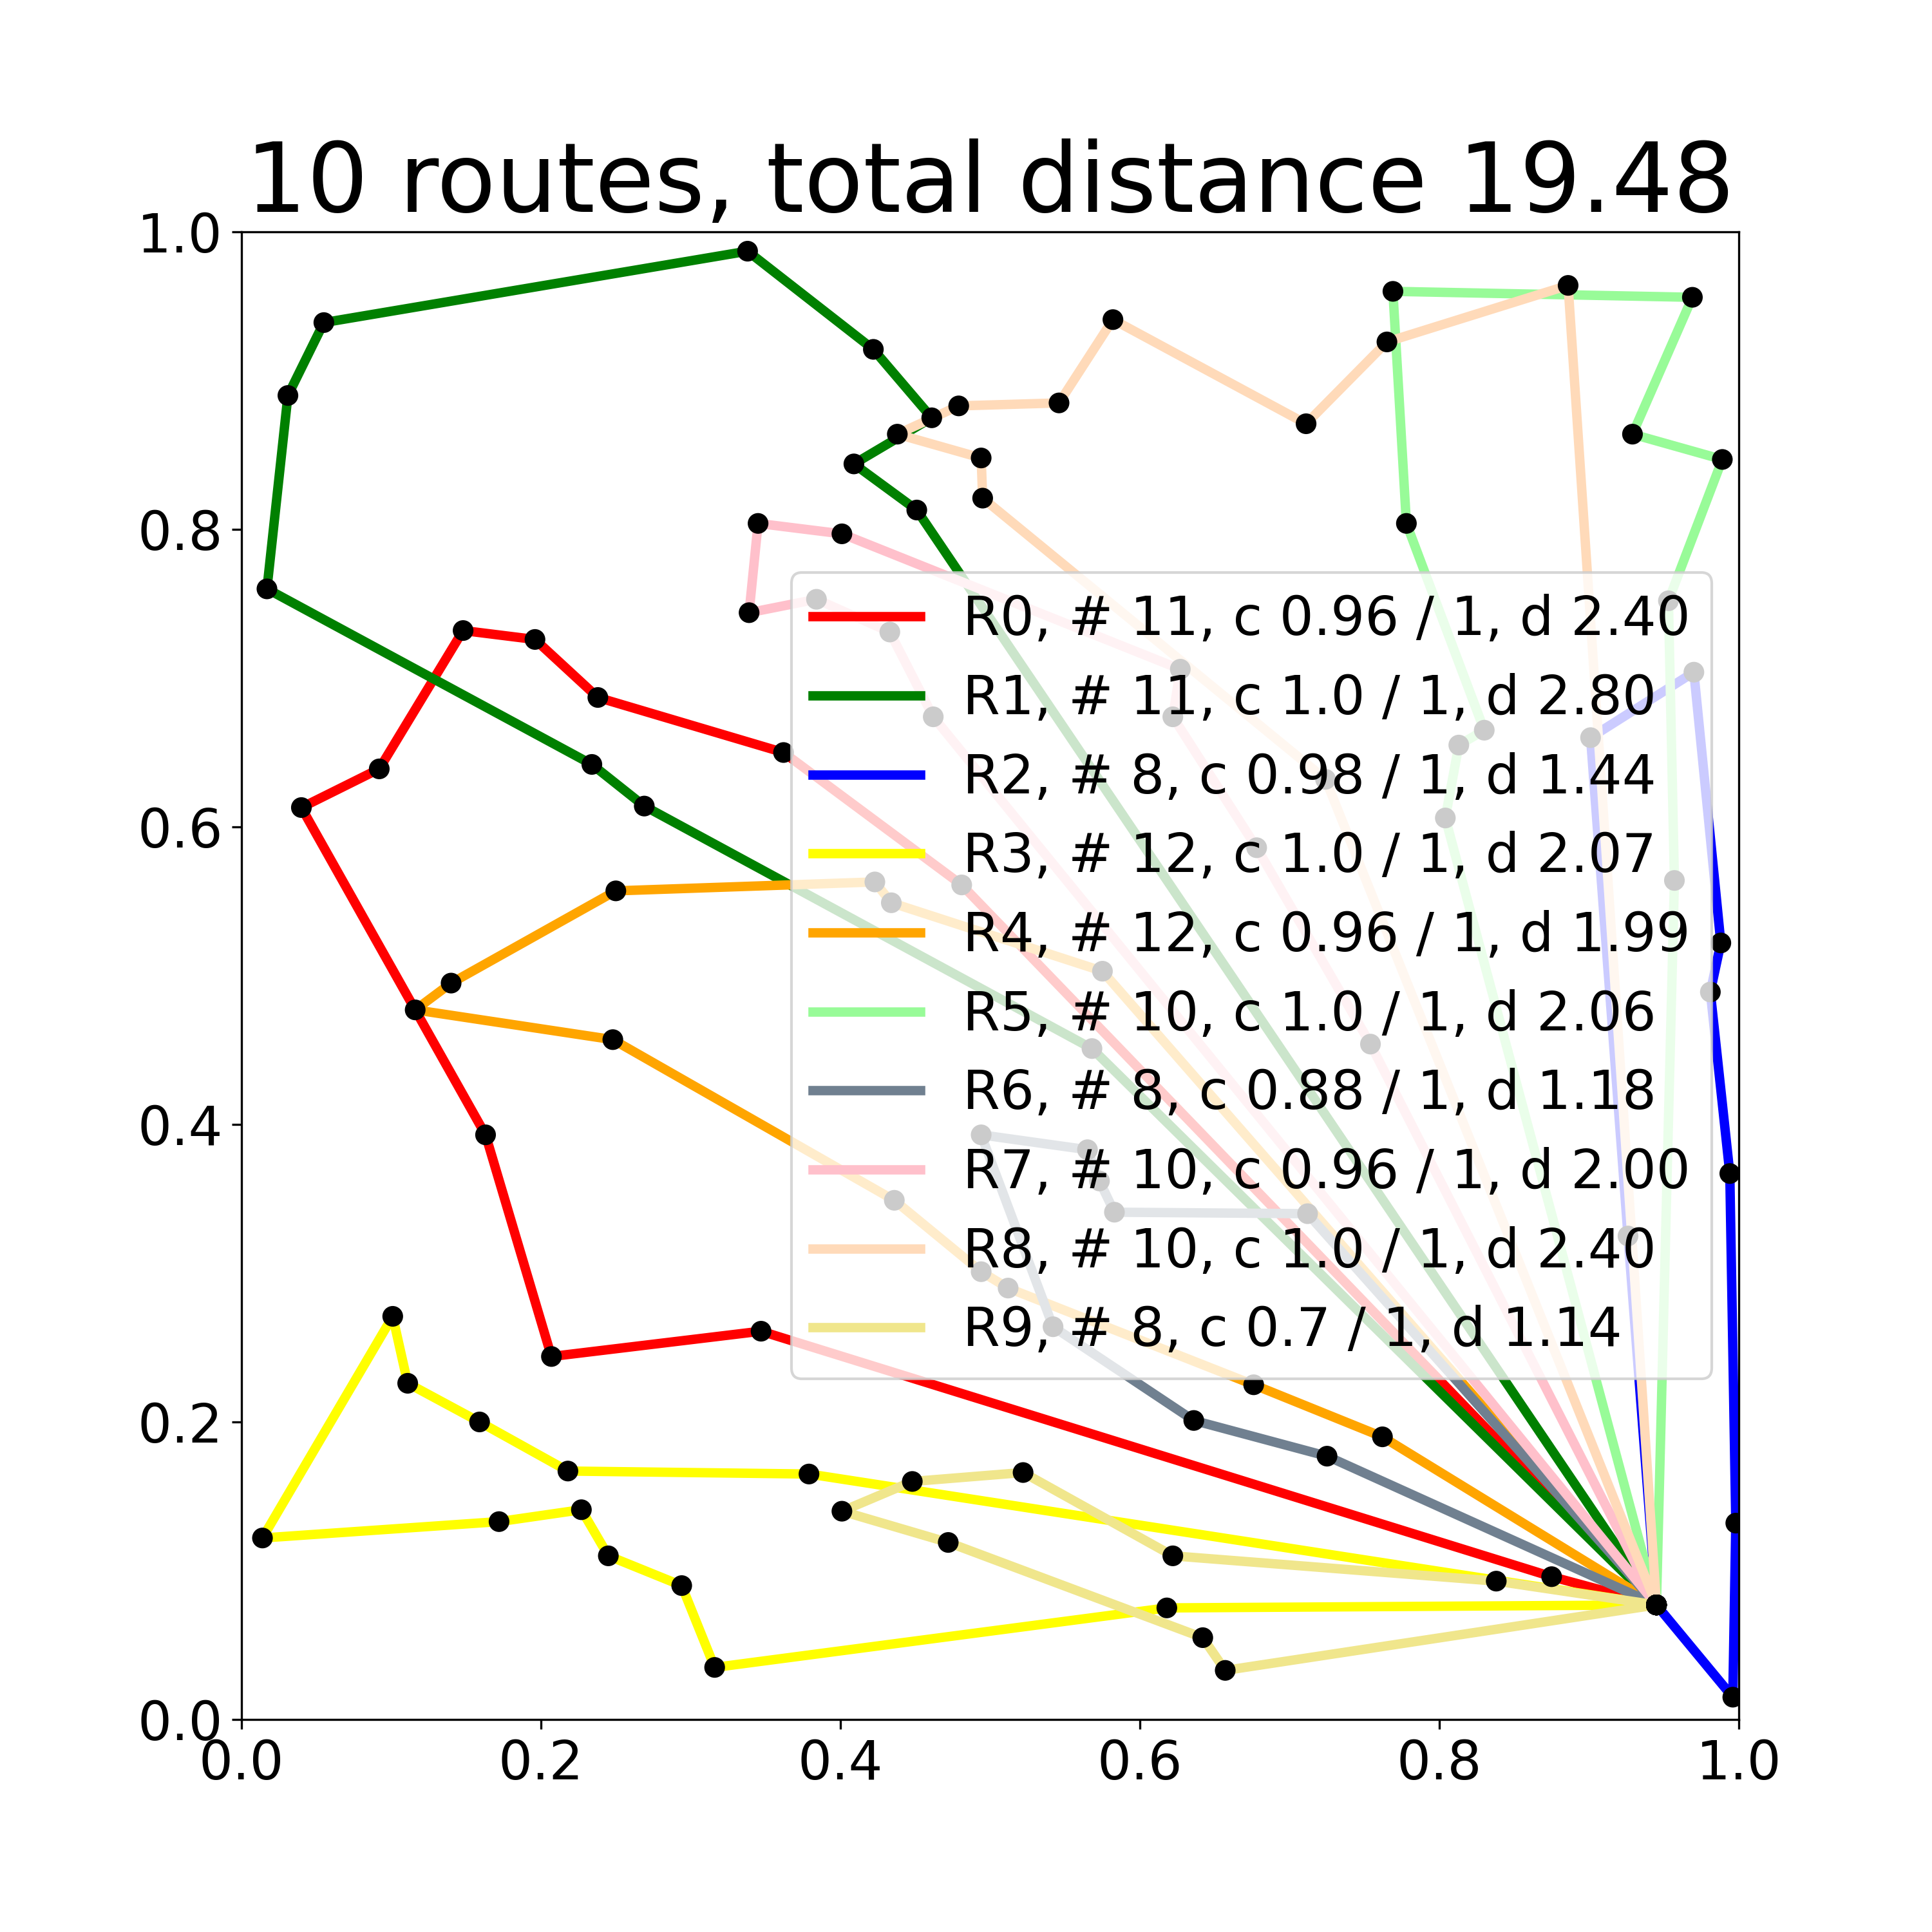 10 routes, total distance 19.48
1.0
0.8
0.6
0.4
0.2
0.0
R0, # 11, c 0.96 / 1, d 2.40
R1, # 11, c 1.0 / 1, d 2.80
R2, # 8, c 0.98 / 1, d 1.44
R3, # 12, c 1.0 / 1, d 2.07
R4, # 12, c 0.96 / 1, d 1.99
R5, # 10, c 1.0 / 1, d 2.06
R6, # 8, c 0.88 / 1, d 1.18
R7, # 10, c 0.96 / 1, d 2.00
R8, # 10, c 1.0 / 1, d 2.40
R9, # 8, c 0.7 / 1, d 1.14
0.0 0.2 0.4 0.6 0.8 1.0